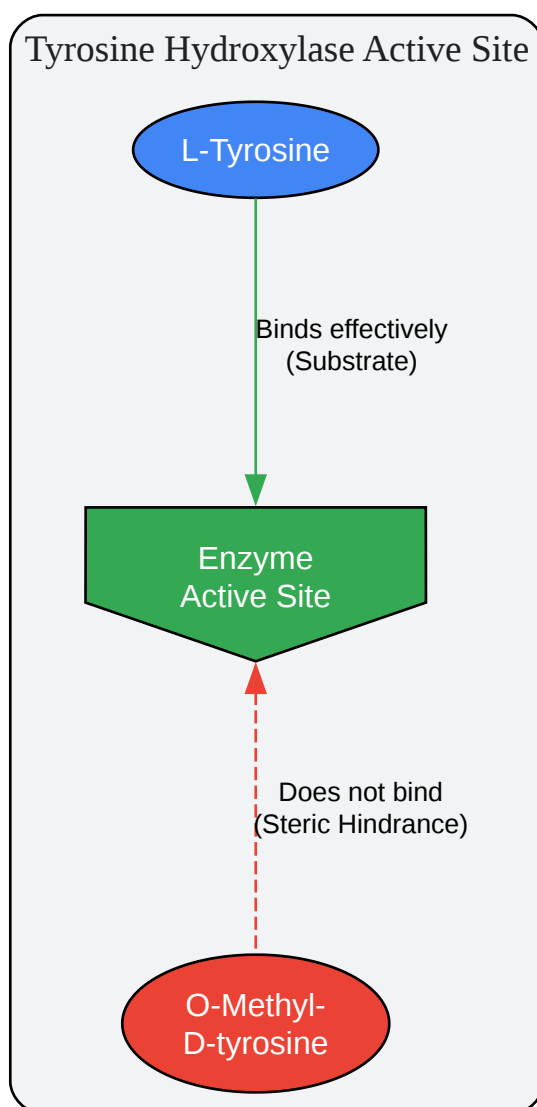 Tyrosine Hydroxylase Active Site
L-Tyrosine
Binds effectively
(Substrate)
Enzyme
Active Site
Does not bind
(Steric Hindrance)
O-Methyl-
D-tyrosine